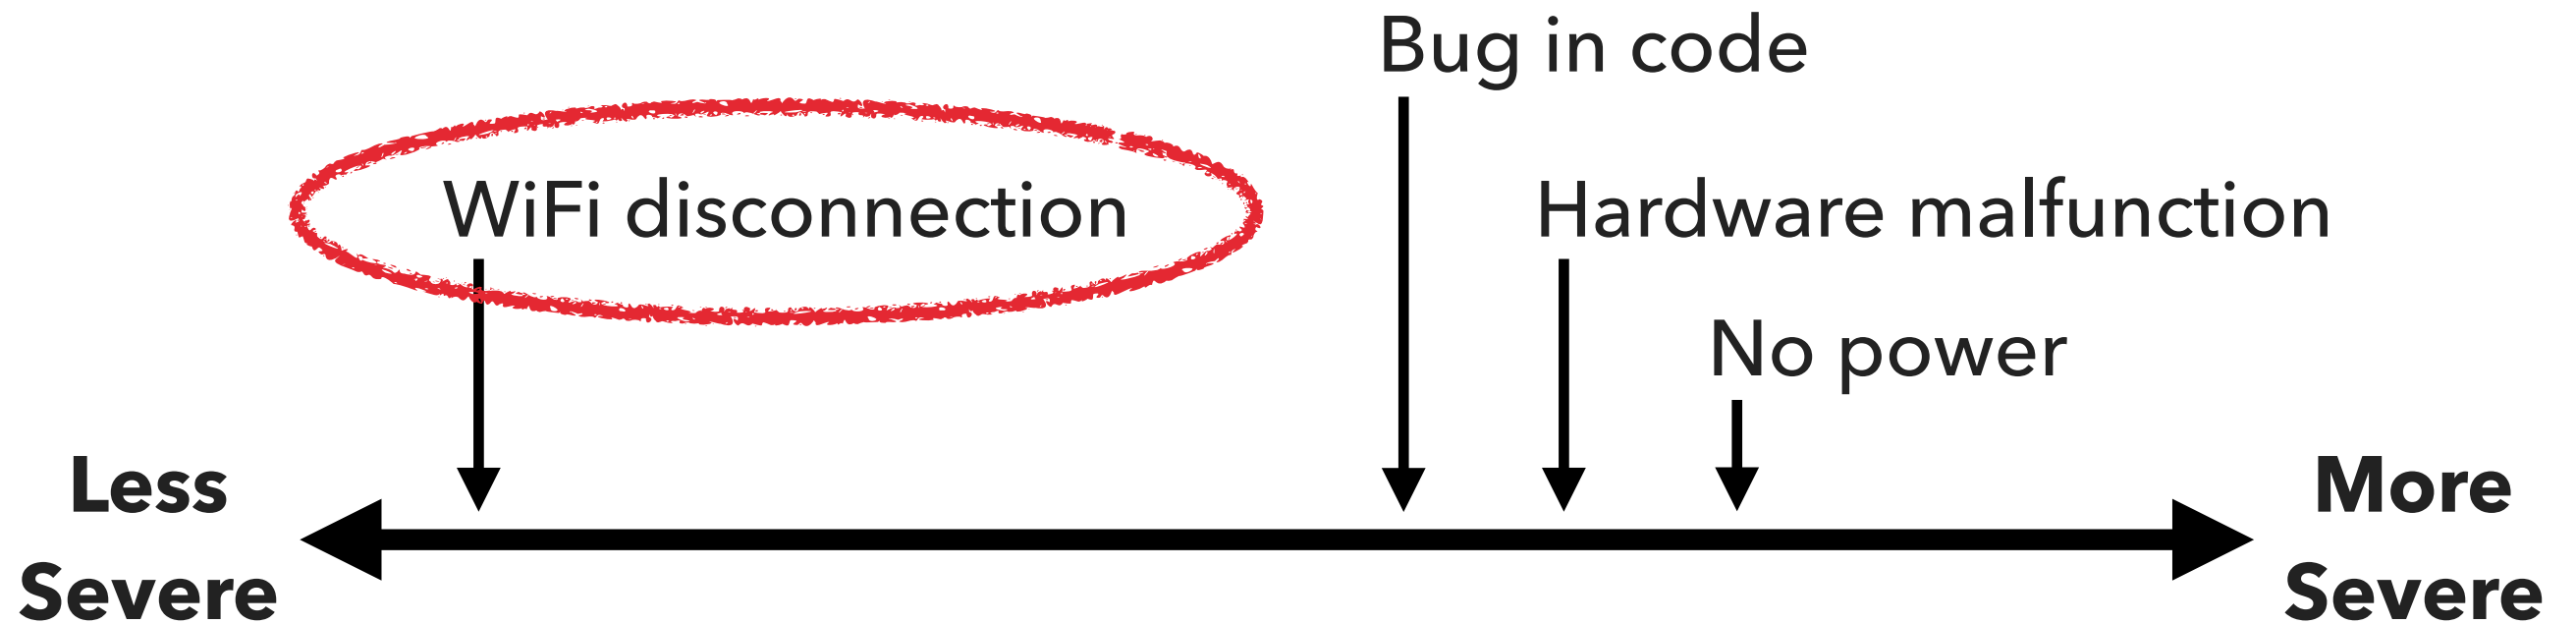 Bug in code
WiFi disconnection
Hardware malfunction
No power
Less
Severe
More
Severe